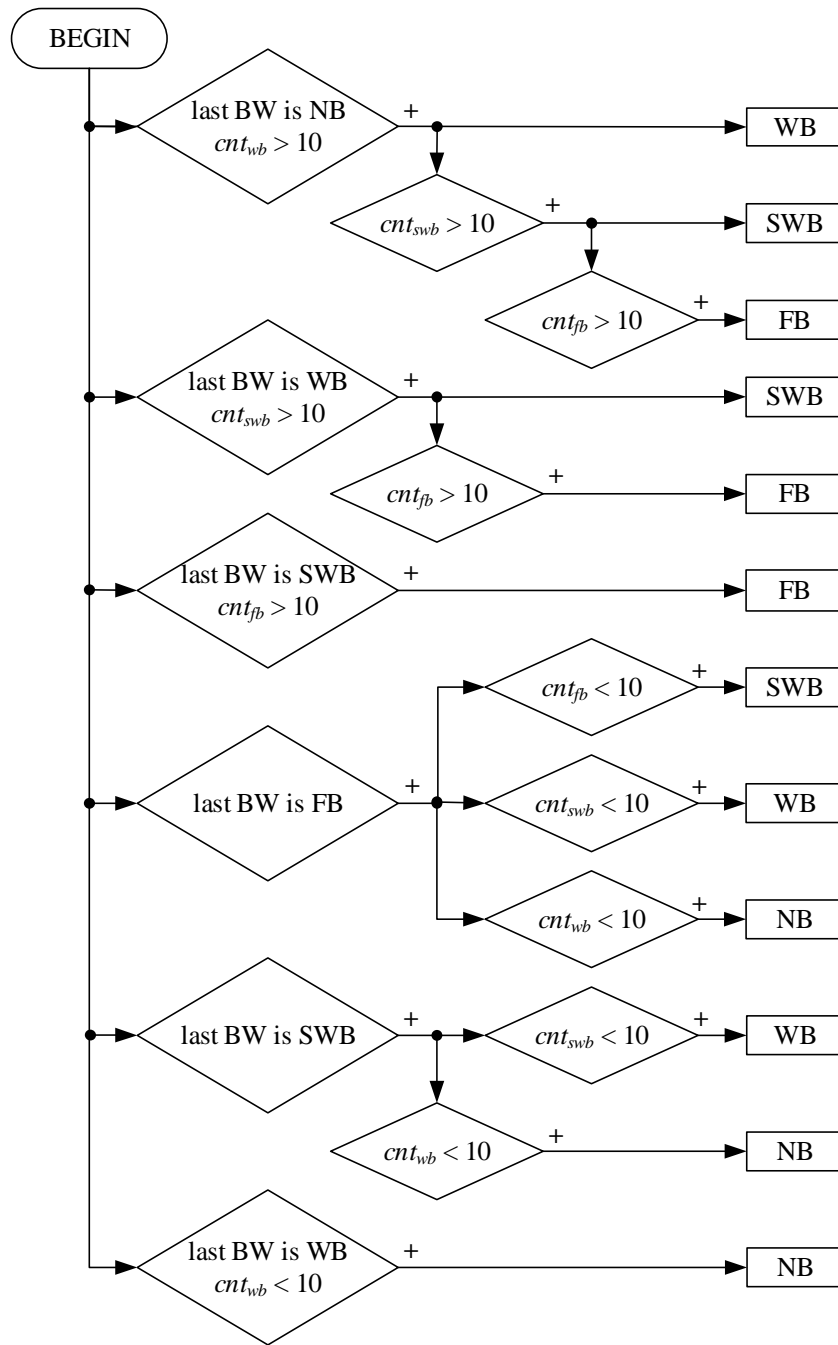 BEGIN
last BW is NB
cnt_wb > 10
+
WB
cnt_swb > 10
+
SWB
cnt_fb > 10
+
FB
last BW is WB
cnt_swb > 10
+
SWB
cnt_fb > 10
+
FB
last BW is SWB
cnt_fb > 10
+
FB
cnt_fb < 10
+
SWB
last BW is FB
+
cnt_swb < 10
+
WB
cnt_wb < 10
+
NB
last BW is SWB
+
cnt_swb < 10
+
WB
cnt_wb < 10
+
NB
last BW is WB
cnt_wb < 10
+
NB